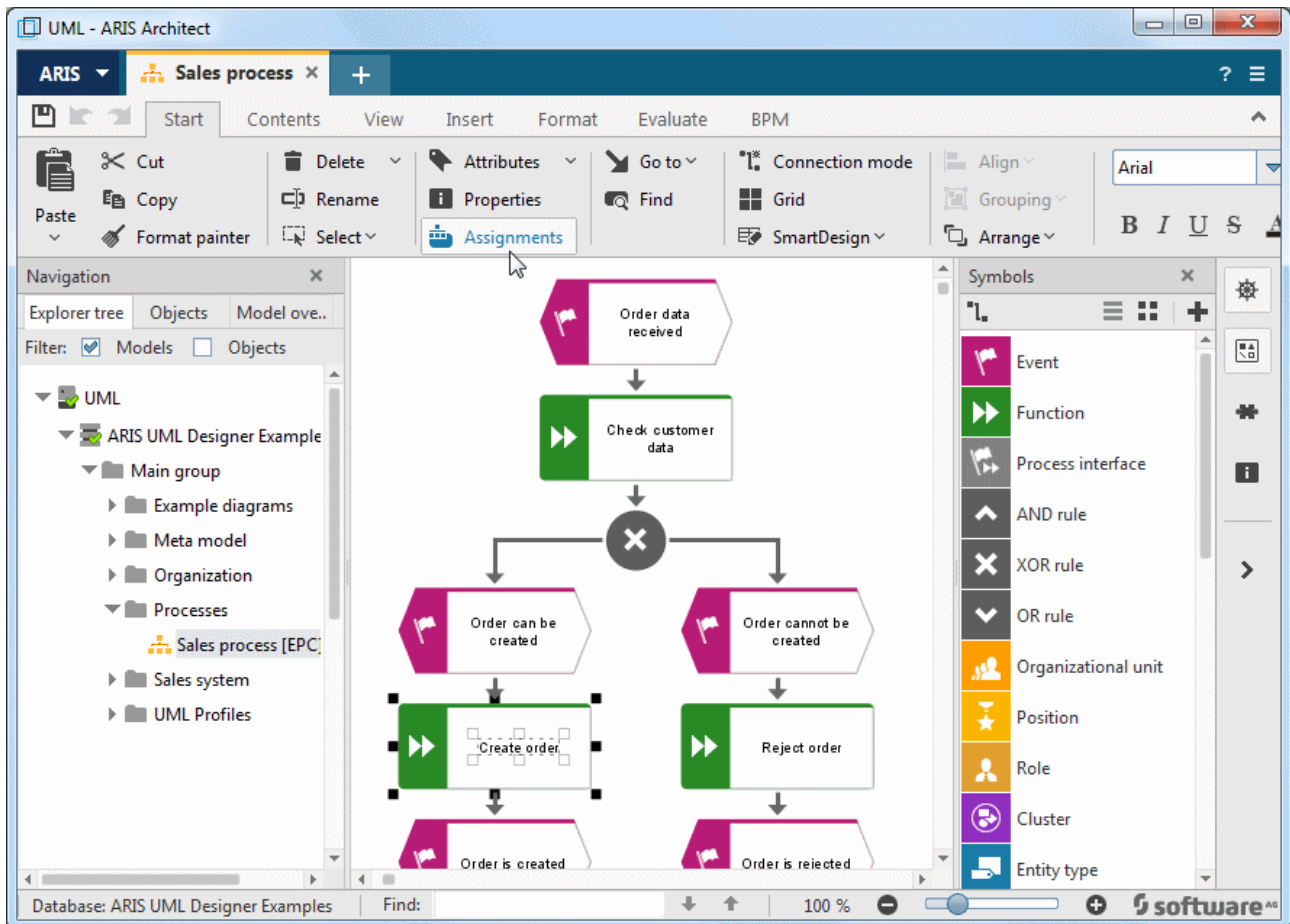 UML - ARIS Architect
ARIS
Sales process
Start Contents View Insert Format Evaluate BPM
Paste
Cut
Copy
Format painter
Delete
Rename
Select
Attributes
Properties
Assignments
Go to
Find
Connection mode
Grid
SmartDesign
Align
Grouping
Arrange
Arial
B I U S A
Navigation
Explorer tree Objects Model ove..
Filter: Models Objects
UML
ARIS UML Designer Example
Main group
Example diagrams
Meta model
Organization
Processes
Sales process [EPC]
Sales system
UML Profiles
Order data
received
Check customer
data
Order can be
created
Order cannot be
created
Create order
Reject order
Order is created
Order is rejected
Symbols
Event
Function
Process interface
AND rule
XOR rule
OR rule
Organizational unit
Position
Role
Cluster
Entity type
Database: ARIS UML Designer Examples
Find:
100 %
software AG